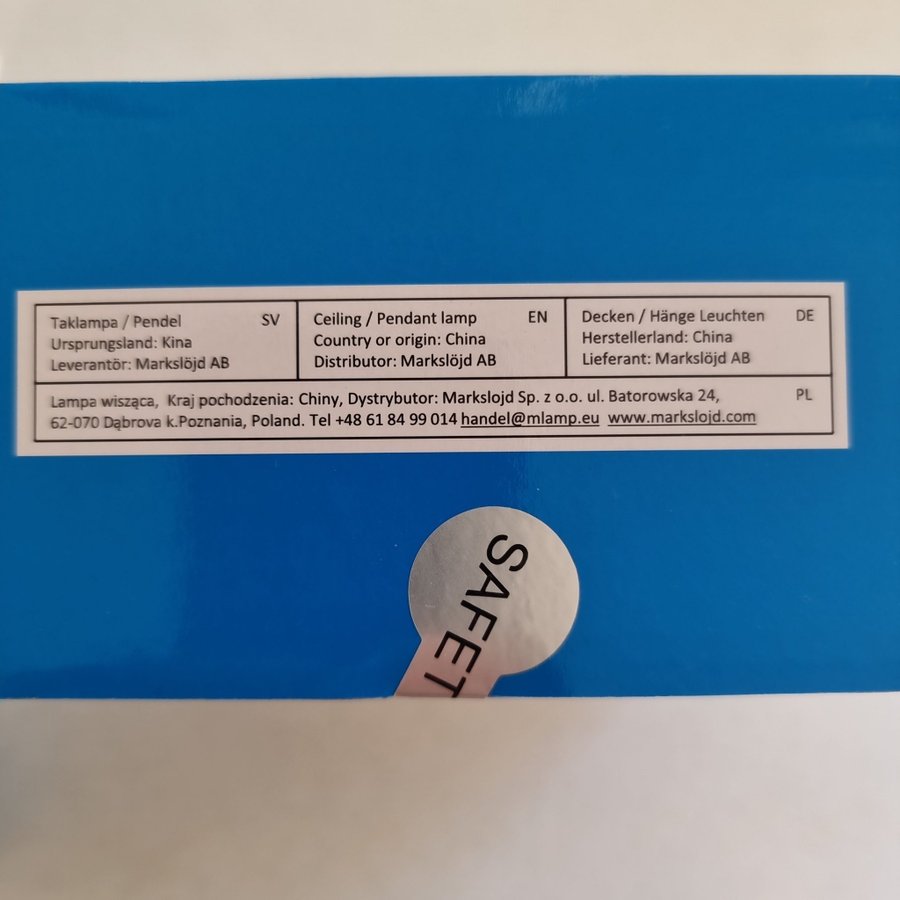 Taklampa / Pendel SV
Ursprungsland: Kina
Leverantör: Markslöjd AB
Ceiling / Pendant lamp EN
Country or origin: China
Distributor: Markslöjd AB
Decken / Hänge Leuchten DE
Herstellerland: China
Lieferant: Markslöjd AB
Lampa wisząca, Kraj pochodzenia: Chiny, Dystrybutor: Markslojd Sp. z o.o. ul. Batorowska 24, PL
62-070 Dąbrova k.Poznania, Poland. Tel +48 61 84 99 014 handel@mlamp.eu www.markslojd.com
SAFET